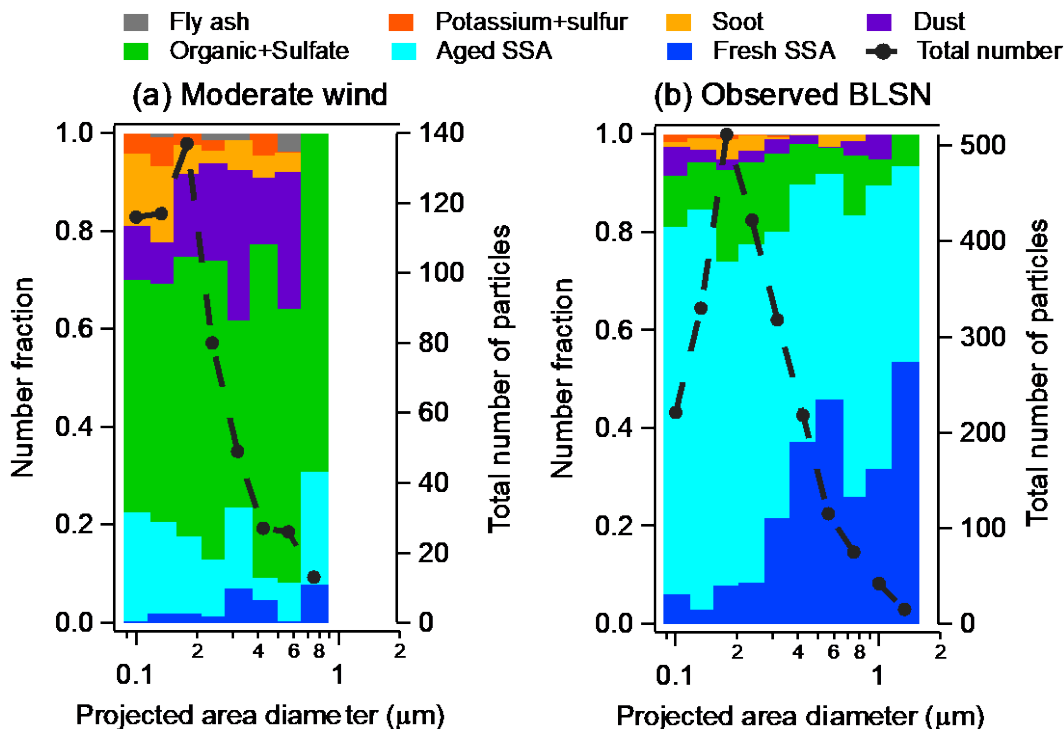 Fly ash Potassium+sulfur Soot Dust
Organic+Sulfate Aged SSA Fresh SSA Total number
(a) Moderate wind
1.0
0.8
0.6
0.4
0.2
0.0
Number fraction
140
120
100
80
60
40
20
0
Total number of particles
2 4 6 8 2
0.1 1
Projected area diameter (μm)
(b) Observed BLSN
1.0
0.8
0.6
0.4
0.2
0.0
Number fraction
500
400
300
200
100
0
Total number of particles
2 4 6 8 2
0.1 1
Projected area diameter (μm)